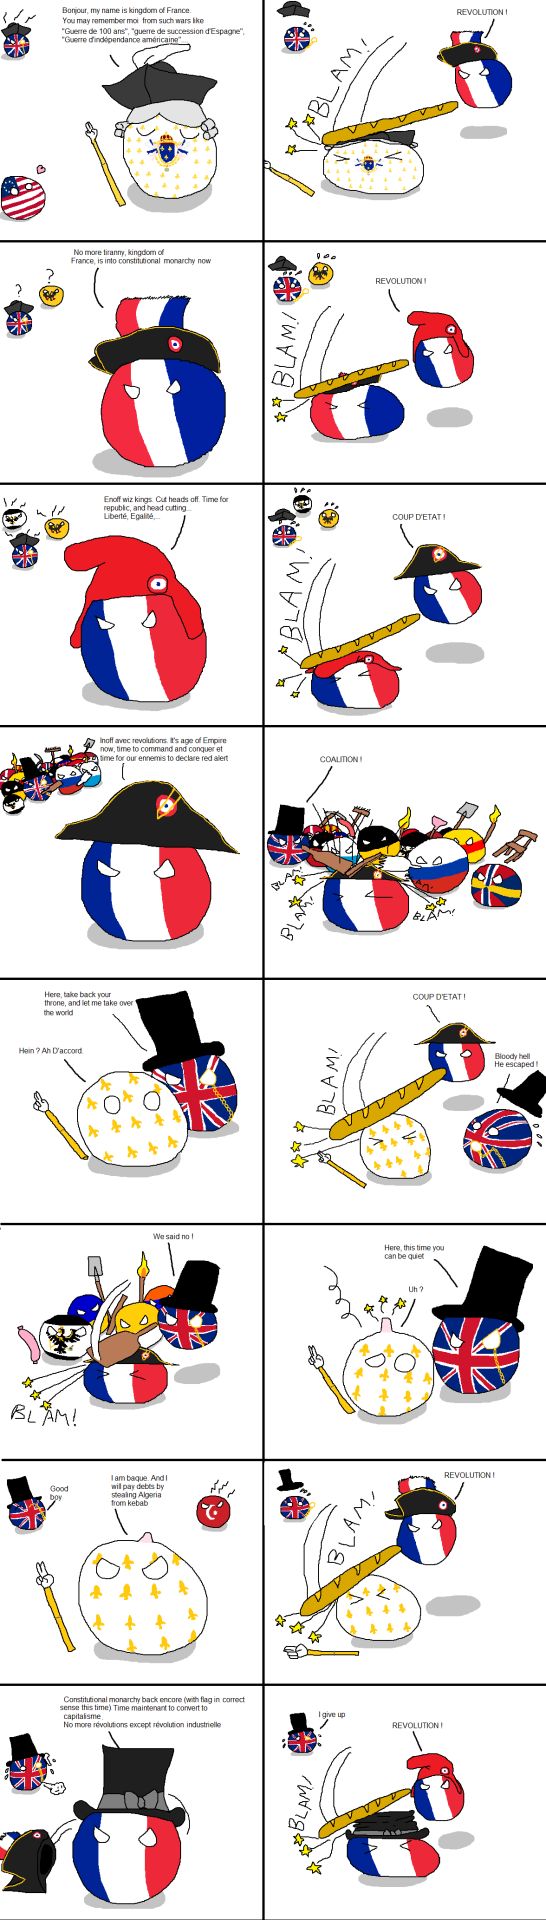 Bonjour, my name is kingdom of France.
You may remember moi from such wars like
"Guerre de 100 ans", "guerre de succession d'Espagne",
"Guerre d'indépendance américaine"...
REVOLUTION !
BLAM!
No more tiranny, kingdom of
France, is into constitutional monarchy now
?
?
REVOLUTION !
BLAM!
Enoff wiz kings. Cut heads off. Time for
republic, and head cutting...
Liberté, Egalité,...
COUP D'ETAT !
BLAM!
Inoff avec revolutions. It's age of Empire
now, time to command and conquer et
time for our ennemis to declare red alert
COALITION !
BLAM!
BLAM!
BLAM!
Here, take back your
throne, and let me take over
the world
Hein ? Ah D'accord.
COUP D'ETAT !
BLAM!
Bloody hell
He escaped !
We said no !
BLAM!
Here, this time you
can be quiet
Uh ?
Good
boy
I am baque. And I
will pay debts by
stealing Algeria
from kebab
REVOLUTION !
BLAM!
Constitutional monarchy back encore (with flag in correct
sense this time) Time maintenant to convert to
capitalisme
No more révolutions except révolution industrielle
I give up
REVOLUTION !
BLAM!